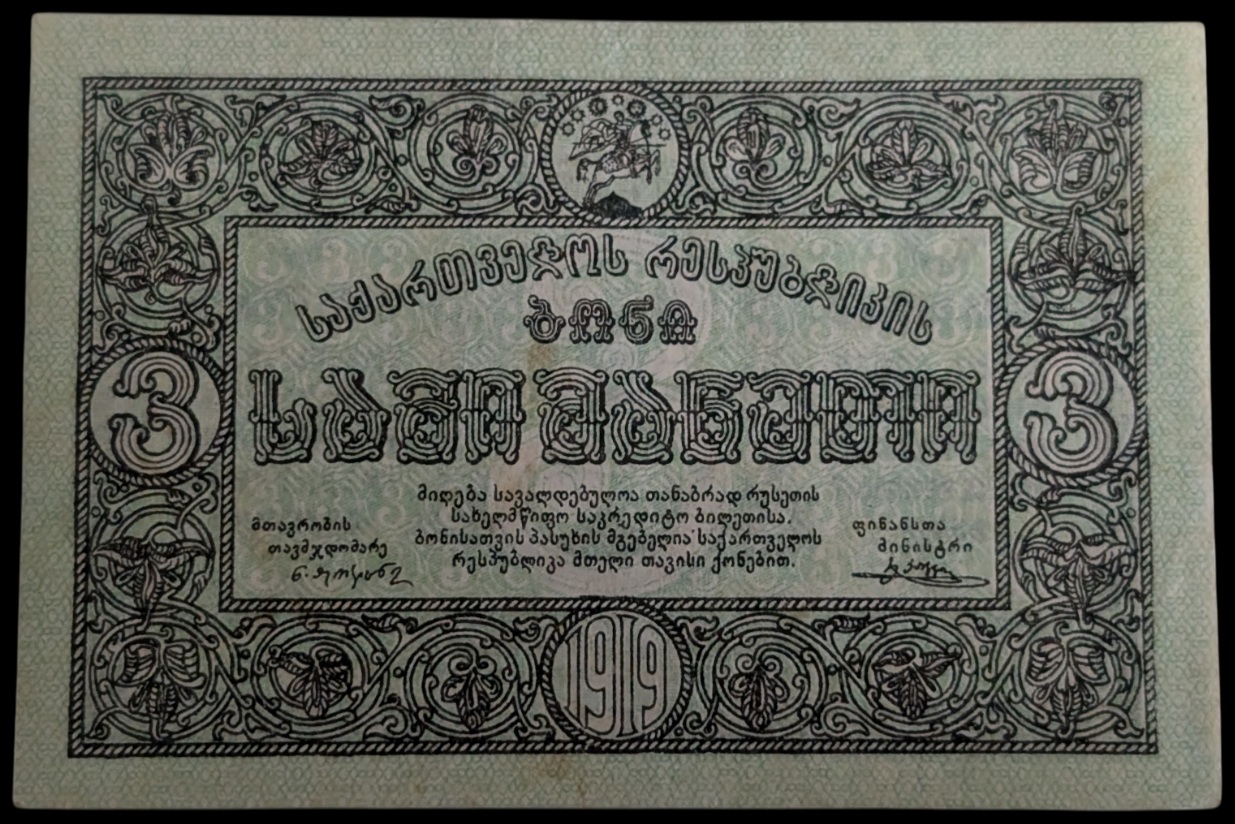 საქართველოს რესპუბლიკის
ბონი
სამი მანეთი
3
3
მიღება სავალდებულოა თანაბრად რუსეთის
სახელმწიფო საკრედიტო ბილეთისა.
ბონისათვის პასუხის მგებელია საქართველოს
რესპუბლიკა მთელი თავისი ქონებით.
მთავრობის
თავმჯდომარე
ნ. ჟორდანია
ფინანსთა
მინისტრი
1919